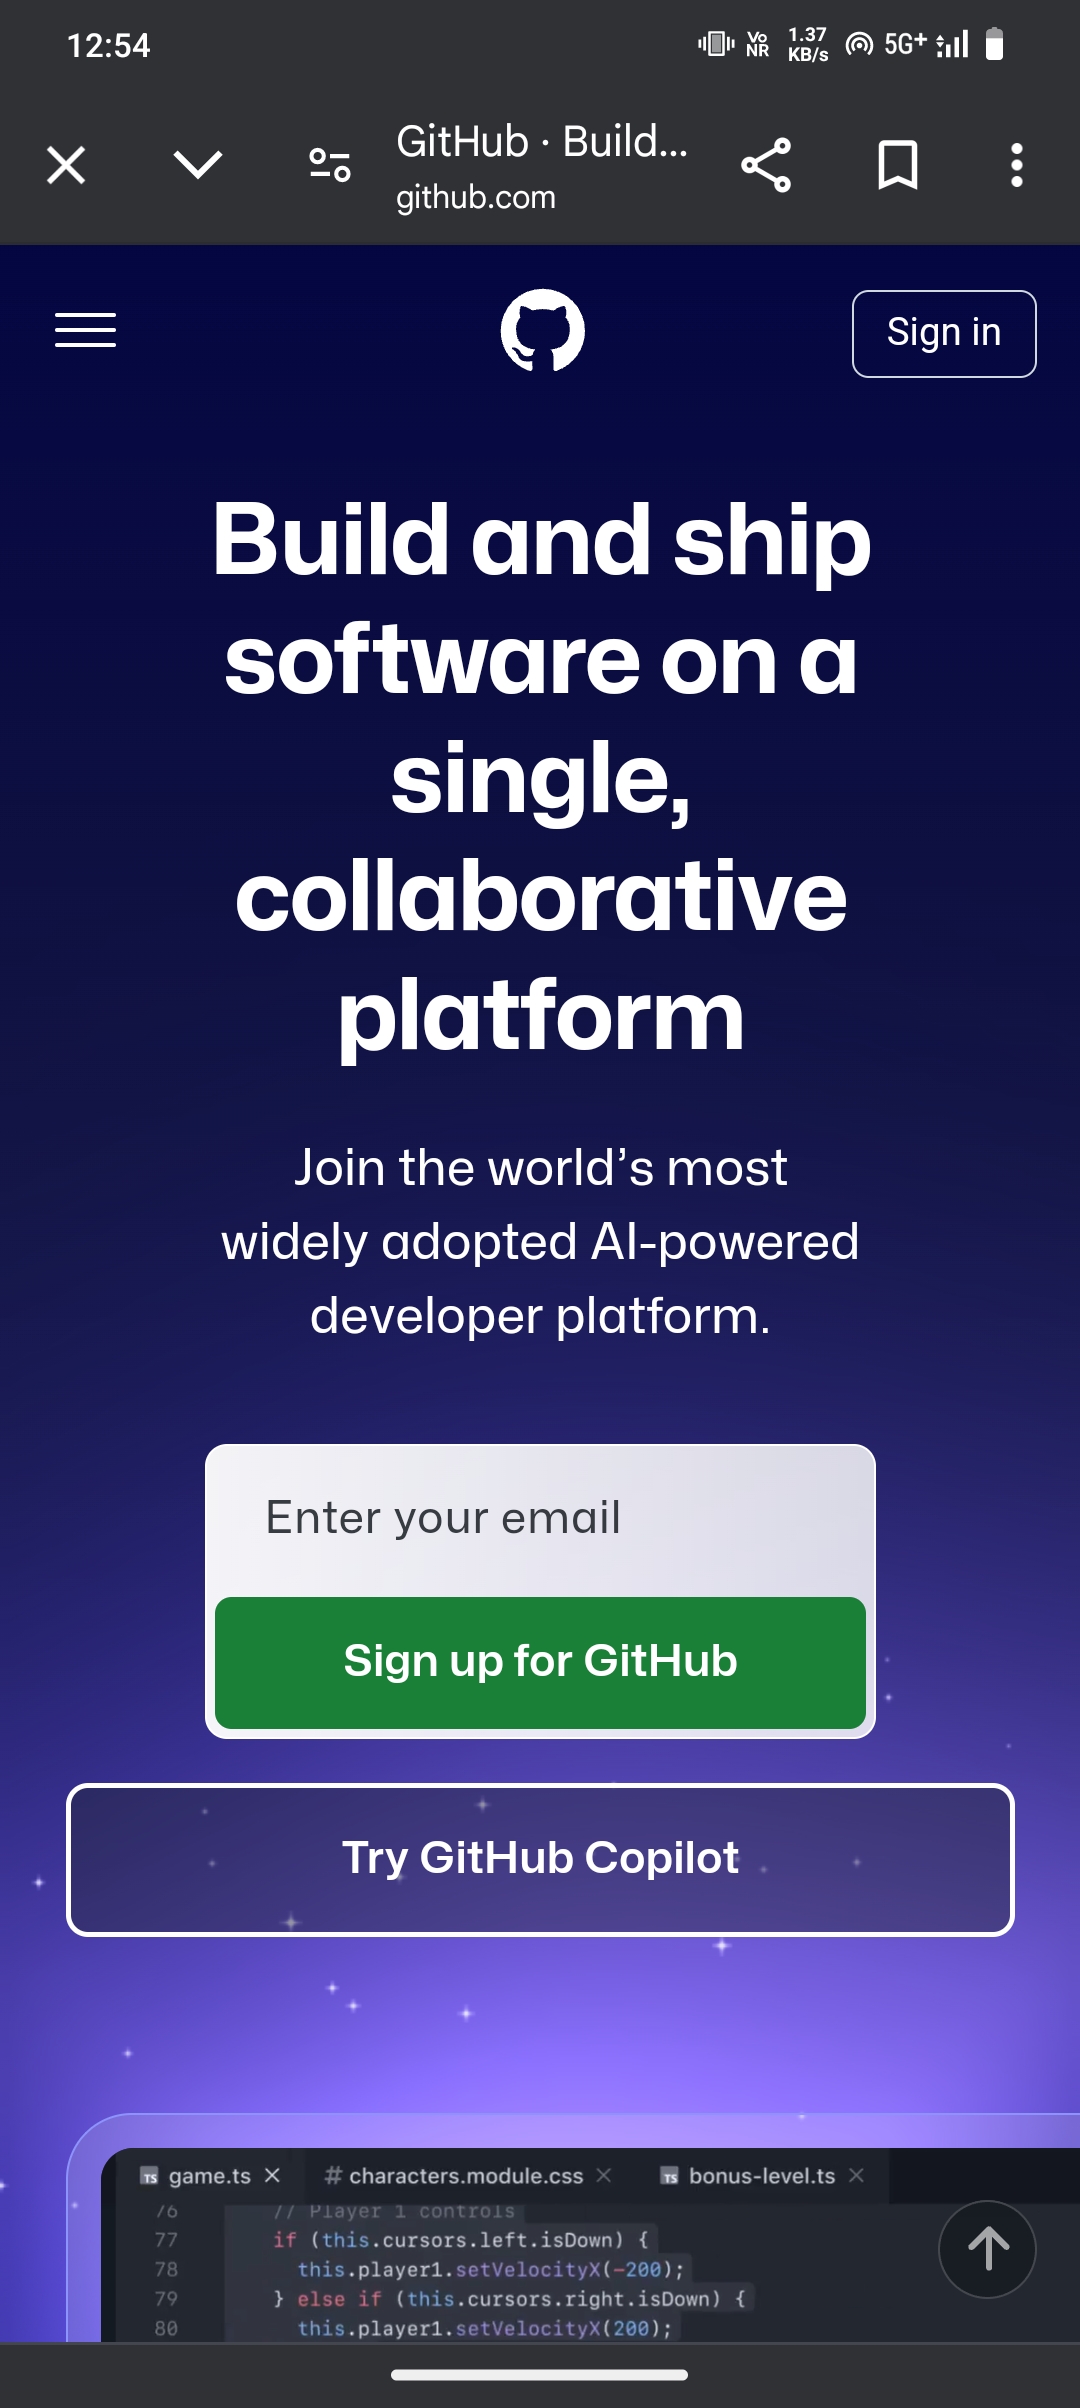 12:54
Vo
NR
1.37
KB/s
5G+
GitHub · Build...
github.com
Sign in
Build and ship
software on a
single,
collaborative
platform
Join the world’s most
widely adopted AI-powered
developer platform.
Enter your email
Sign up for GitHub
Try GitHub Copilot
TS game.ts × # characters.module.css × TS bonus-level.ts ×
76 // Player 1 controls
77 if (this.cursors.left.isDown) {
78 this.player1.setVelocityX(-200);
79 } else if (this.cursors.right.isDown) {
80 this.player1.setVelocityX(200);